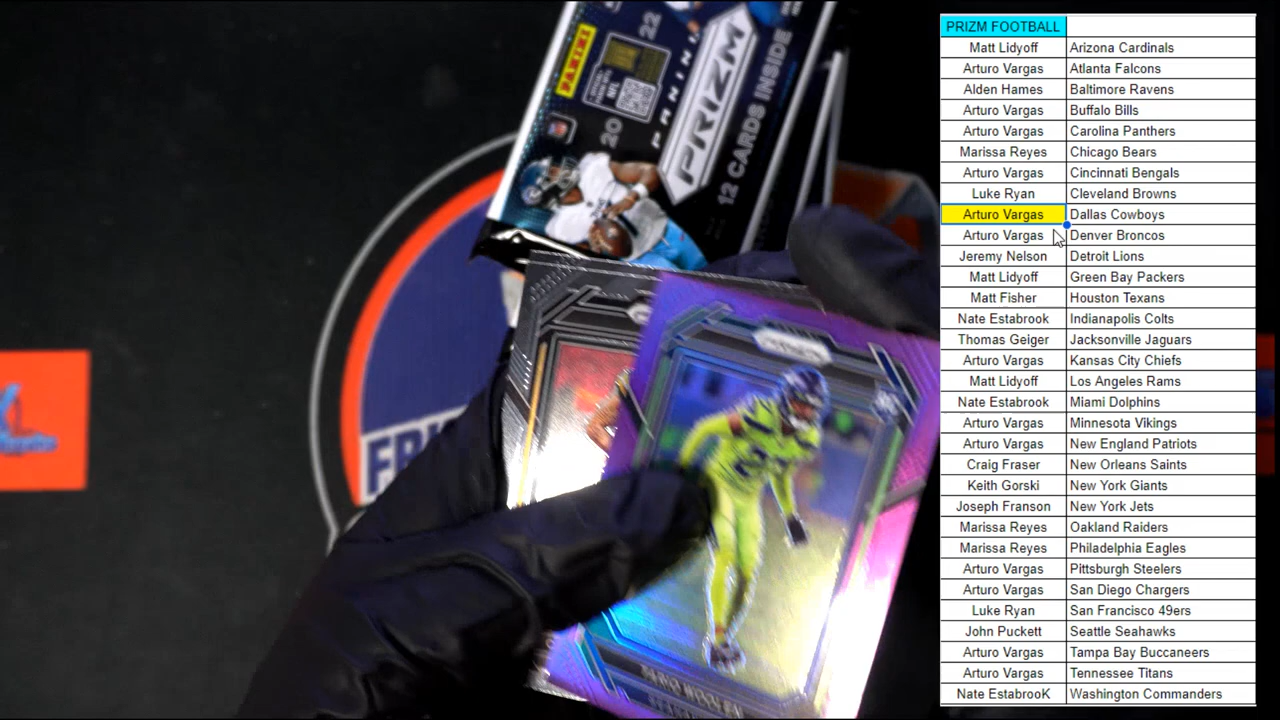 PANINI
20
22
NFL
PANINI
PRIZM
12 CARDS INSIDE
PRIZM FOOTBALL
Matt Lidyoff Arizona Cardinals
Arturo Vargas Atlanta Falcons
Alden Hames Baltimore Ravens
Arturo Vargas Buffalo Bills
Arturo Vargas Carolina Panthers
Marissa Reyes Chicago Bears
Arturo Vargas Cincinnati Bengals
Luke Ryan Cleveland Browns
Arturo Vargas Dallas Cowboys
Arturo Vargas Denver Broncos
Jeremy Nelson Detroit Lions
Matt Lidyoff Green Bay Packers
Matt Fisher Houston Texans
Nate Estabrook Indianapolis Colts
Thomas Geiger Jacksonville Jaguars
Arturo Vargas Kansas City Chiefs
Matt Lidyoff Los Angeles Rams
Nate Estabrook Miami Dolphins
Arturo Vargas Minnesota Vikings
Arturo Vargas New England Patriots
Craig Fraser New Orleans Saints
Keith Gorski New York Giants
Joseph Franson New York Jets
Marissa Reyes Oakland Raiders
Marissa Reyes Philadelphia Eagles
Arturo Vargas Pittsburgh Steelers
Arturo Vargas San Diego Chargers
Luke Ryan San Francisco 49ers
John Puckett Seattle Seahawks
Arturo Vargas Tampa Bay Buccaneers
Arturo Vargas Tennessee Titans
Nate EstabrooK Washington Commanders